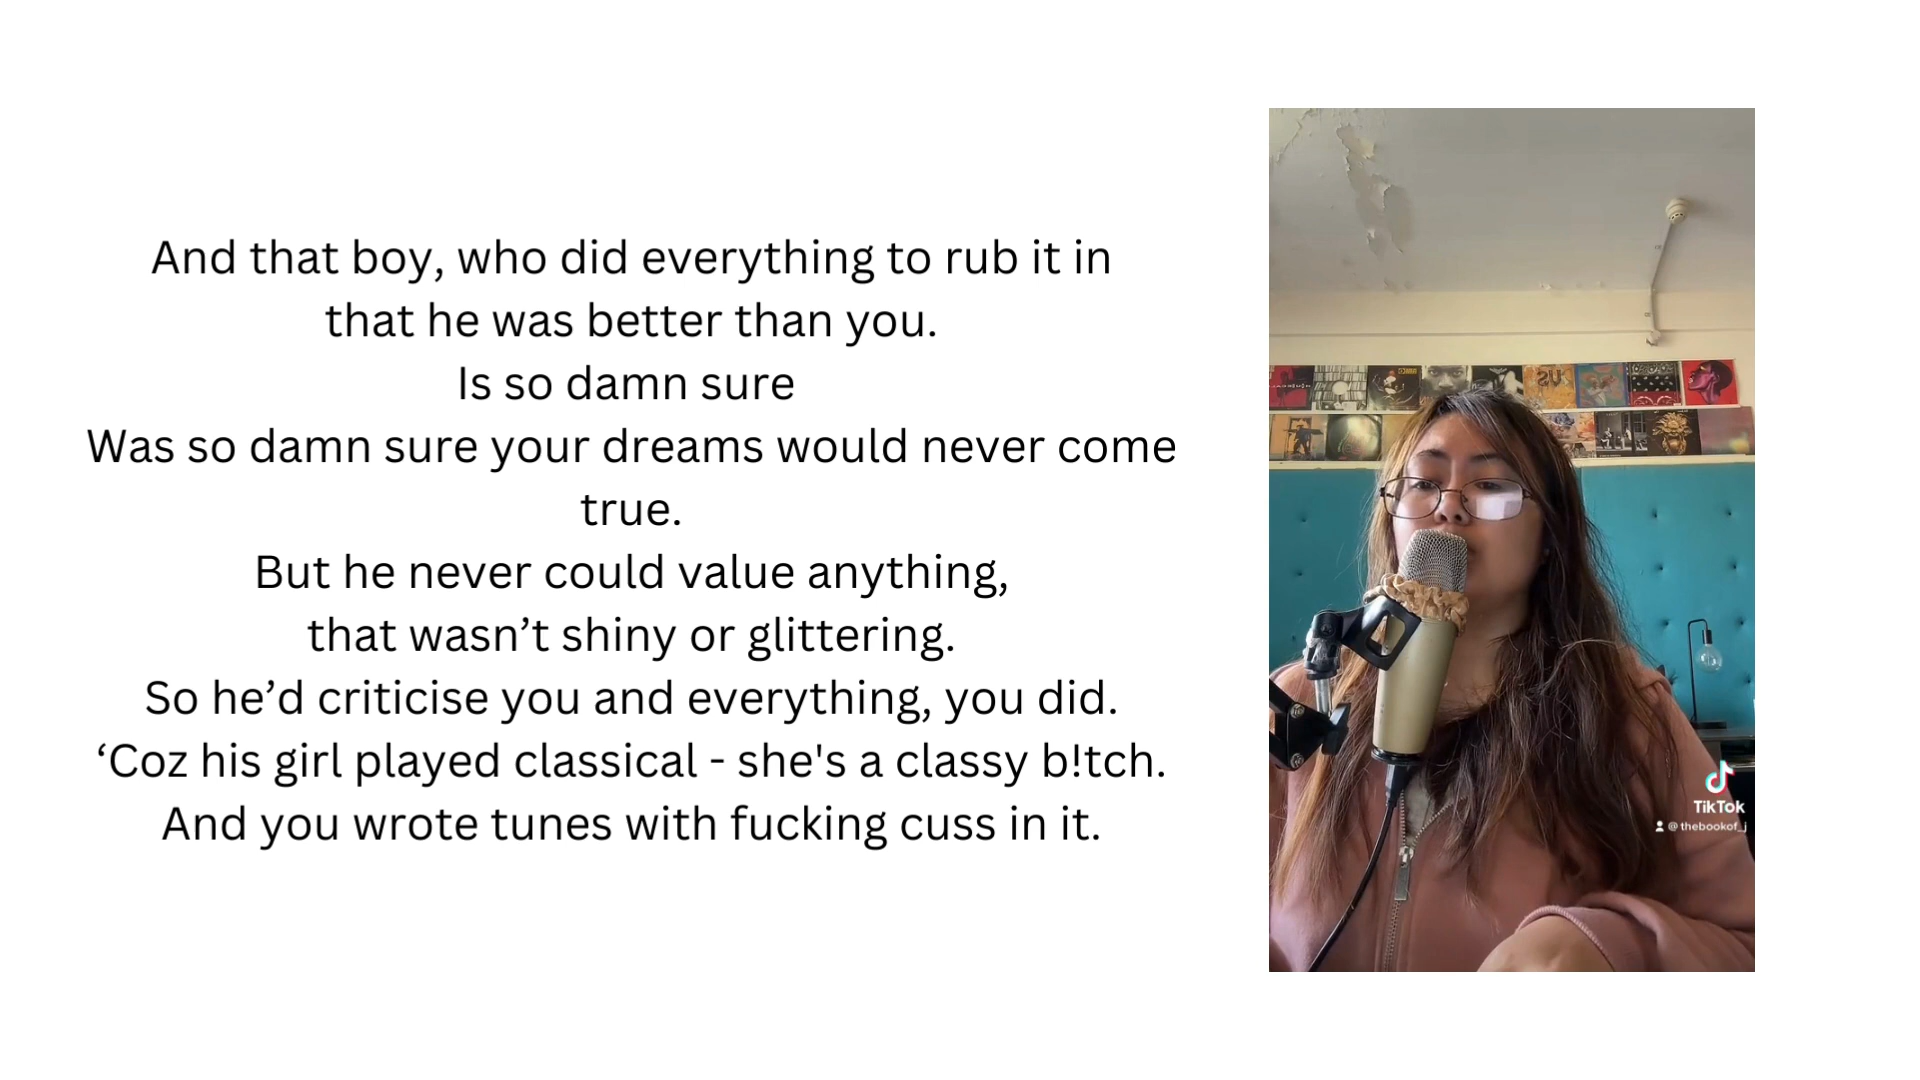 And that boy, who did everything to rub it in
that he was better than you.
Is so damn sure
Was so damn sure your dreams would never come
true.
But he never could value anything,
that wasn’t shiny or glittering.
So he’d criticise you and everything, you did.
‘Coz his girl played classical - she's a classy b!tch.
And you wrote tunes with fucking cuss in it.
TikTok
@ thebookof_j